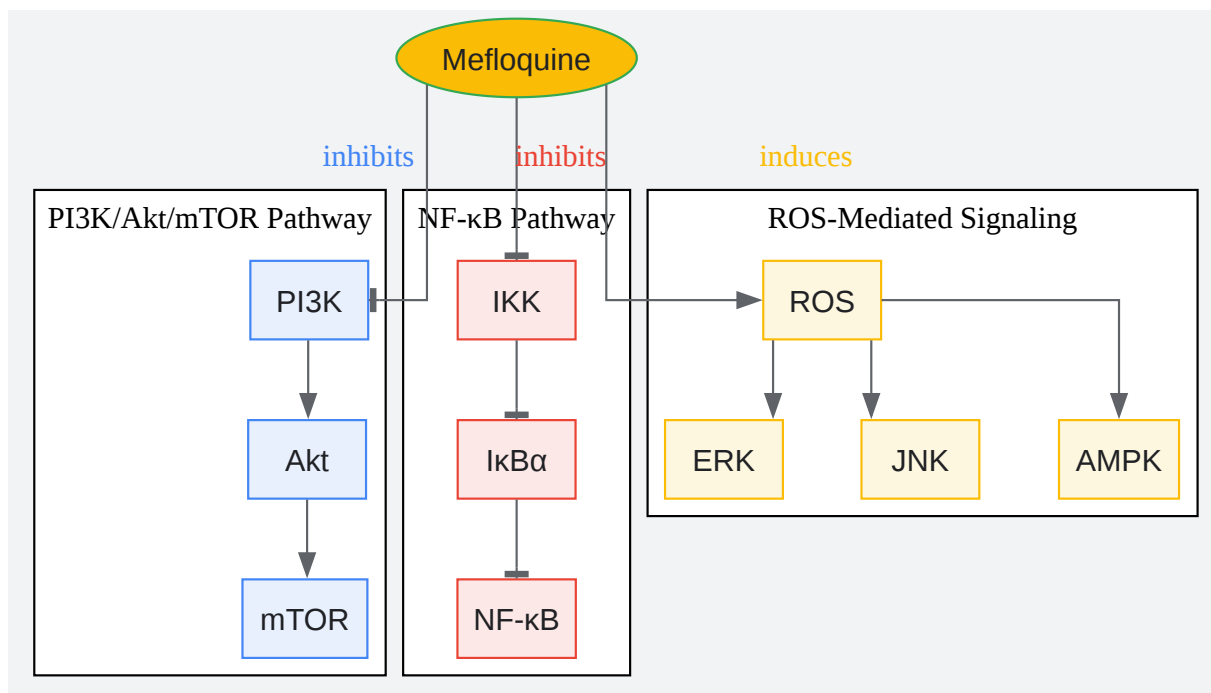 Mefloquine
inhibits
inhibits
induces
PI3K/Akt/mTOR Pathway
NF-κB Pathway
ROS-Mediated Signaling
PI3K
IKK
ROS
Akt
IκBα
ERK
JNK
AMPK
mTOR
NF-κB